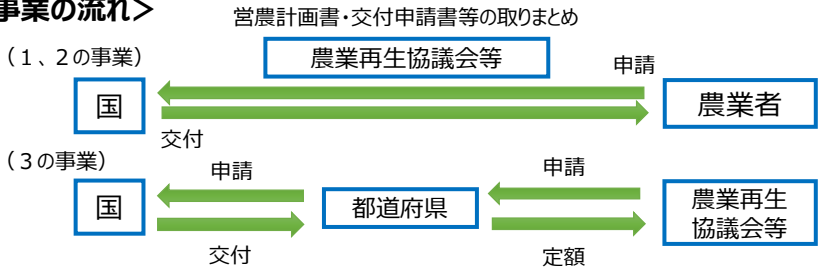 事業の流れ＞
営農計画書・交付申請書等の取りまとめ
（１、２の事業）
農業再生協議会等
申請
国
農業者
交付
（３の事業）
申請
申請
国
都道府県
農業再生
協議会等
交付
定額